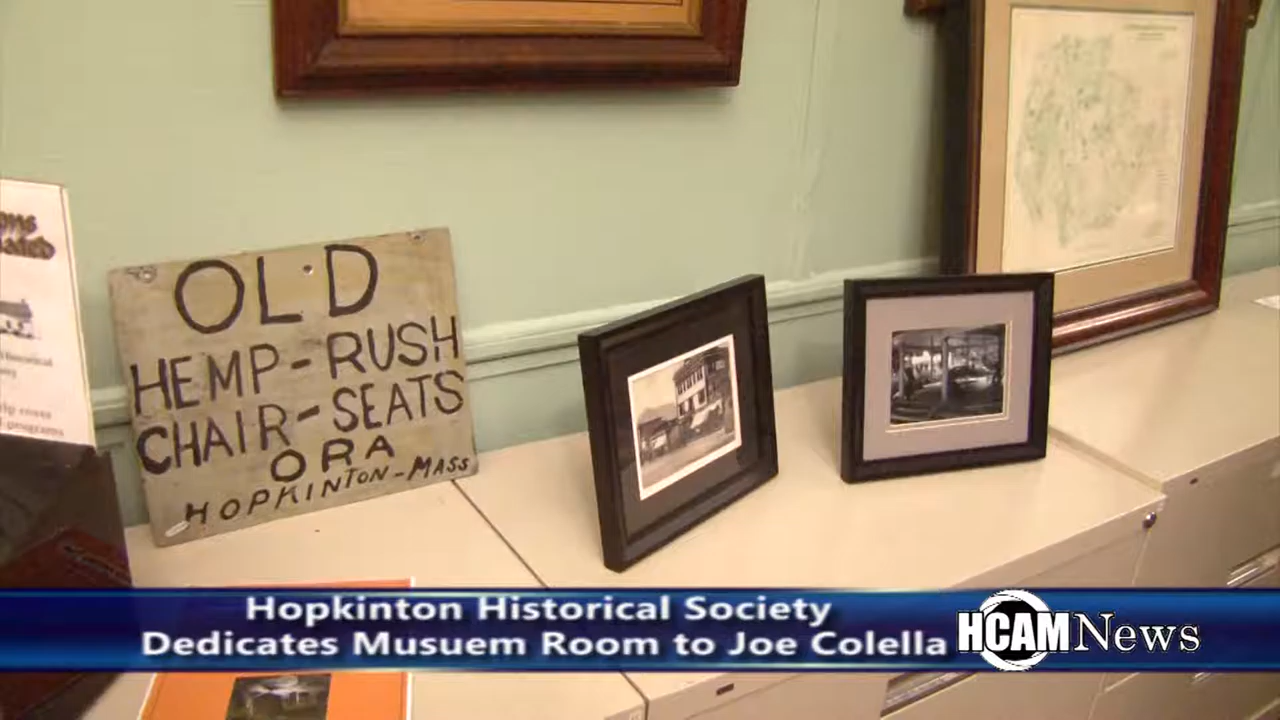 OLD
HEMP-RUSH
CHAIR-SEATS
ORA
HOPKINTON-MASS
Hopkinton Historical Society
Dedicates Musuem Room to Joe Colella
HCAM News